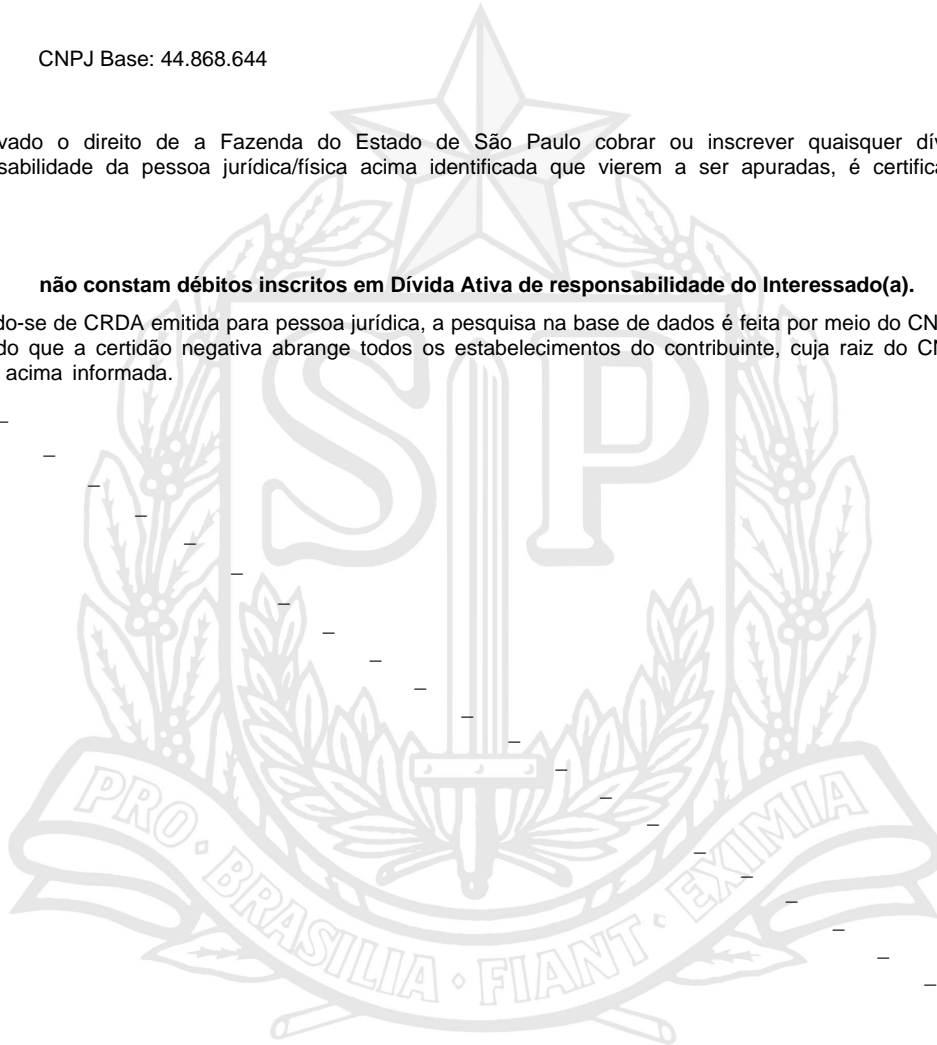 CNPJ Base: 44.868.644
vado o direito de a Fazenda do Estado de São Paulo cobrar ou inscrever quaisquer dív
sabilidade da pessoa jurídica/física acima identificada que vierem a ser apuradas, é certifica
não constam débitos inscritos em Dívida Ativa de responsabilidade do Interessado(a).
do-se de CRDA emitida para pessoa jurídica, a pesquisa na base de dados é feita por meio do CN
do que a certidão negativa abrange todos os estabelecimentos do contribuinte, cuja raiz do CN
acima informada.
SP
PRO · BRASILIA · FIANT · EXIMIA